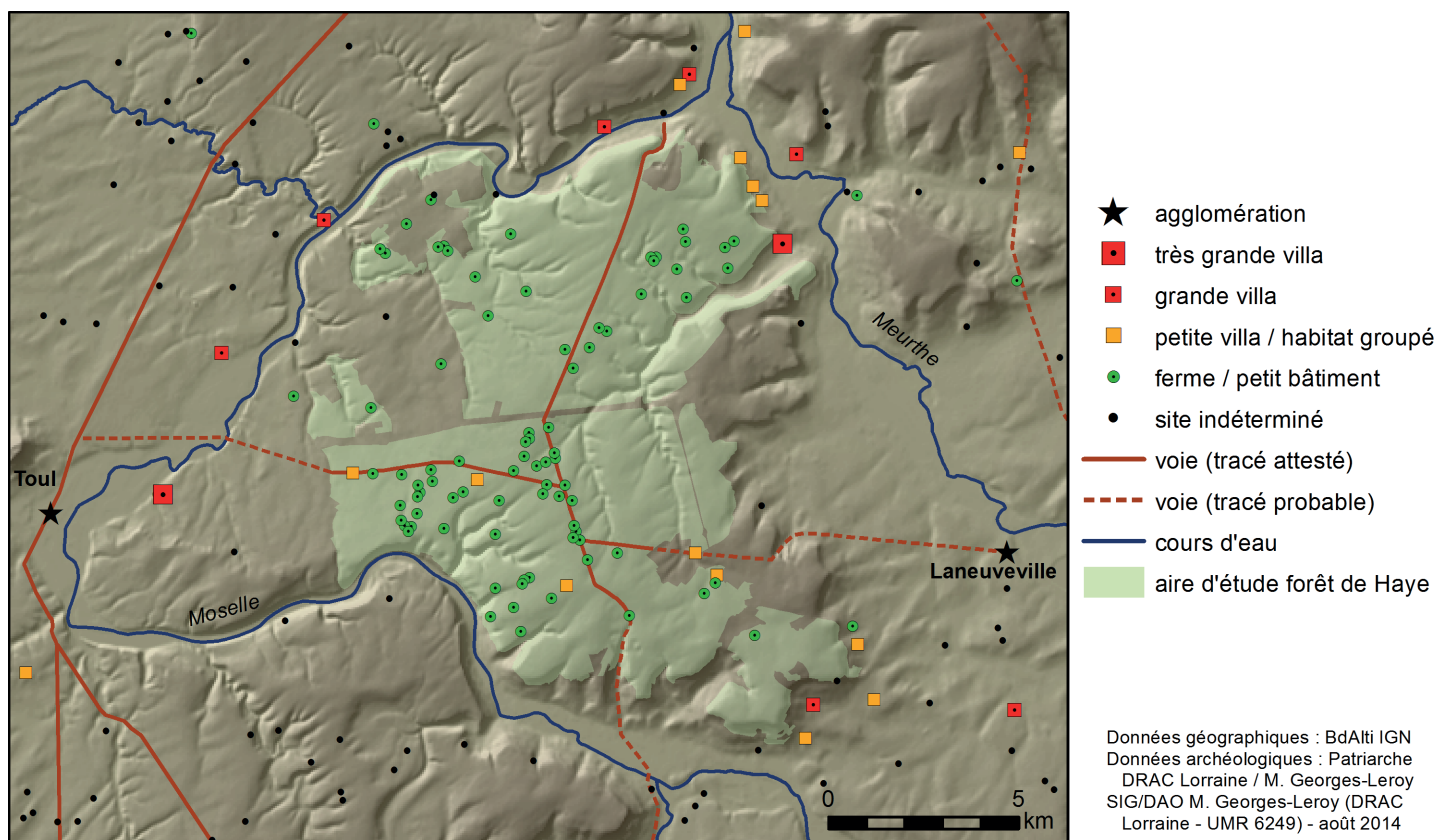 Toul
Moselle
Meurthe
Laneuveville
0 5
km
agglomération
très grande villa
grande villa
petite villa / habitat groupé
ferme / petit bâtiment
site indéterminé
voie (tracé attesté)
voie (tracé probable)
cours d'eau
aire d'étude forêt de Haye
Données géographiques : BdAlti IGN
Données archéologiques : Patriarche
DRAC Lorraine / M. Georges-Leroy
SIG/DAO M. Georges-Leroy (DRAC
Lorraine - UMR 6249) - août 2014